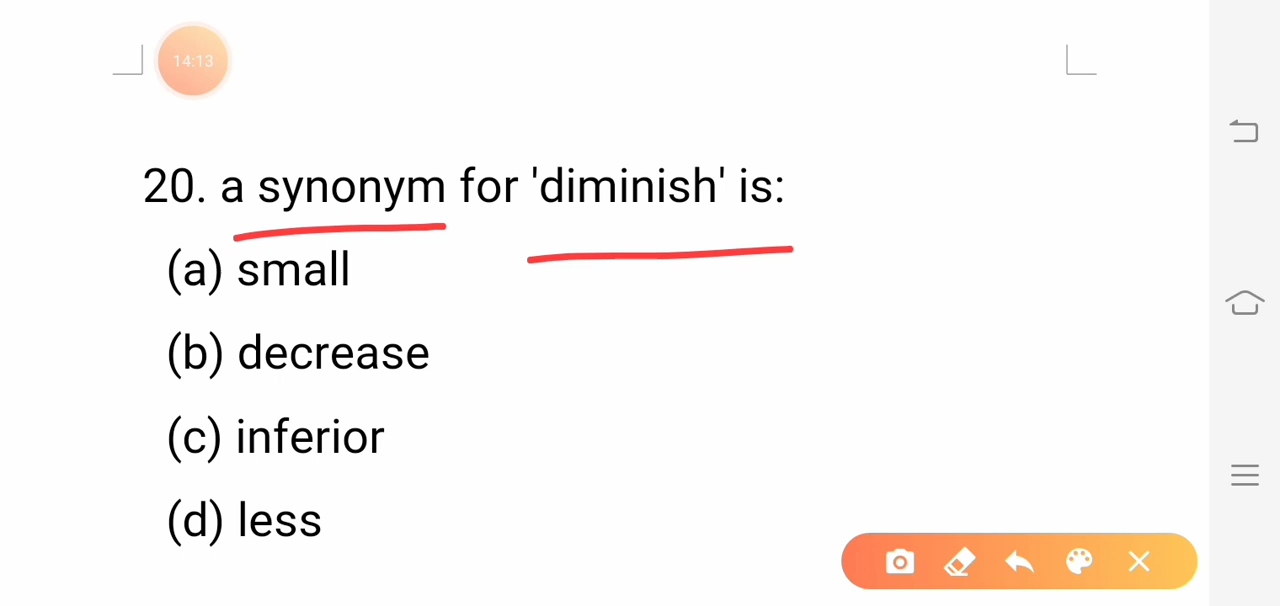 14:13
20. a synonym for 'diminish' is:
(a) small
(b) decrease
(c) inferior
(d) less